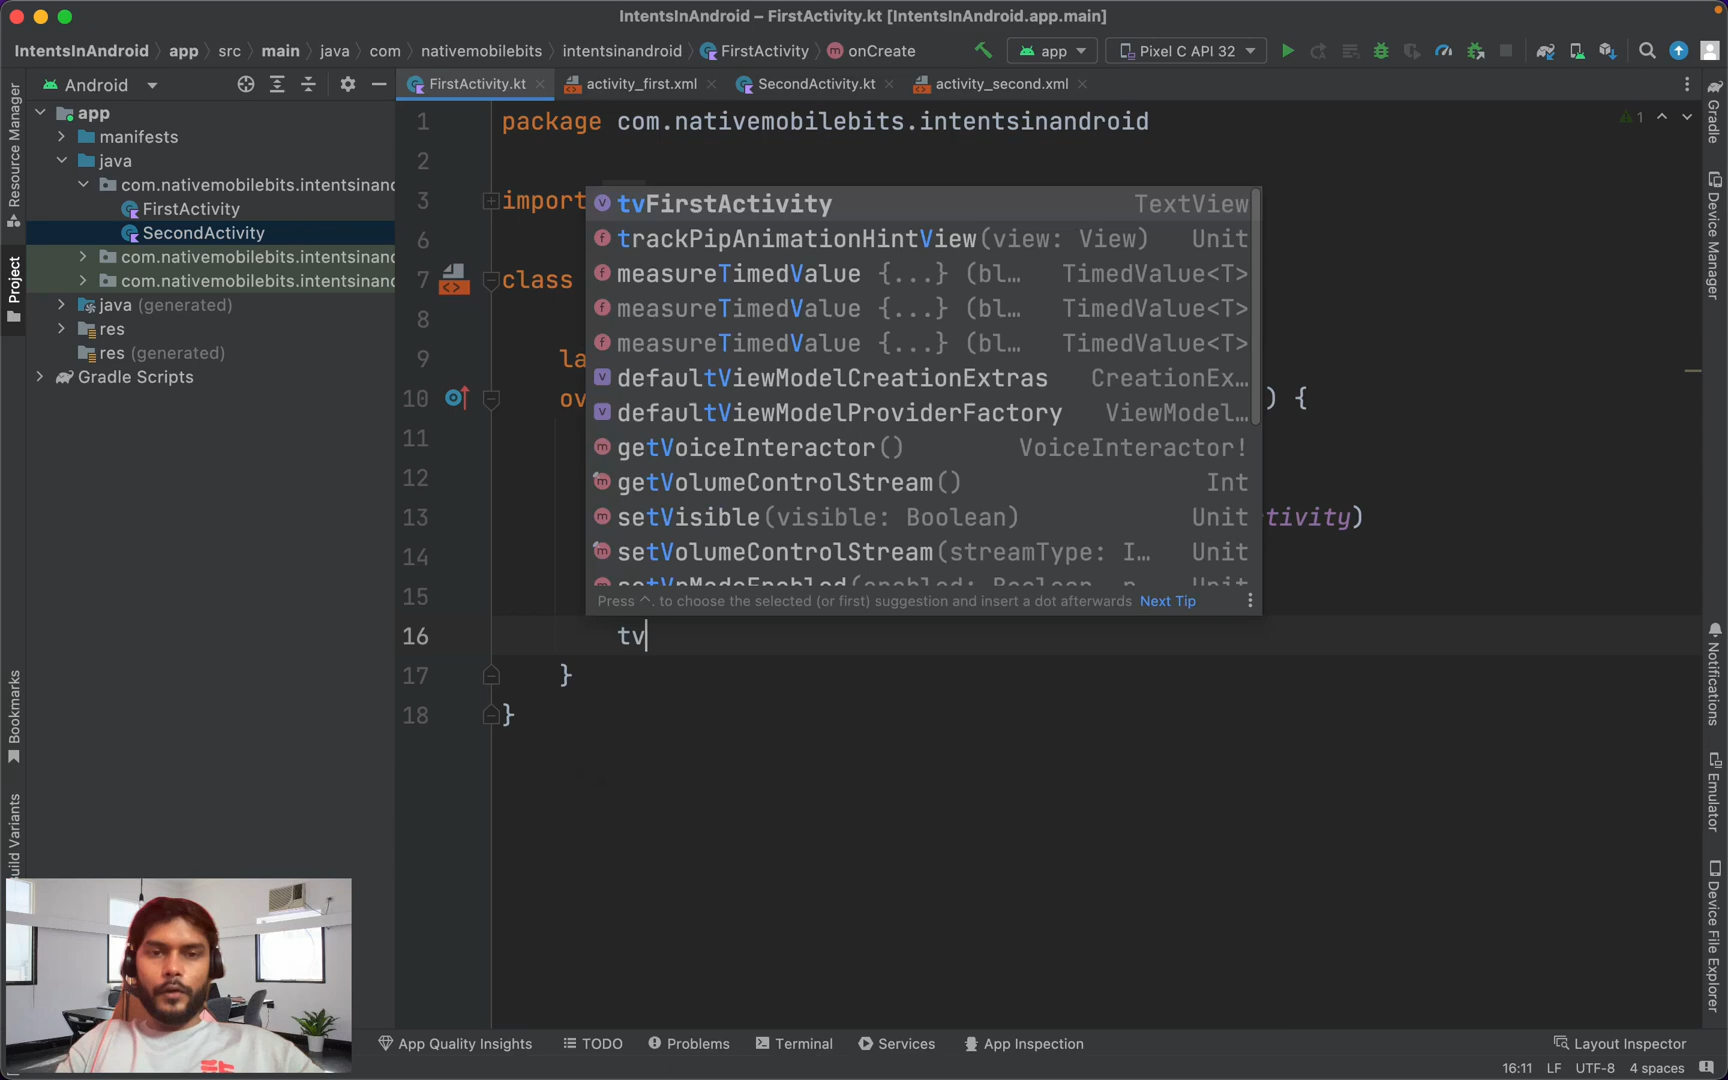 IntentsInAndroid – FirstActivity.kt [IntentsInAndroid.app.main]
IntentsInAndroid app src main java com nativemobilebits intentsinandroid FirstActivity onCreate app Pixel C API 32
Android
FirstActivity.kt activity_first.xml SecondActivity.kt activity_second.xml
app
manifests
java
com.nativemobilebits.intentsinand
FirstActivity
SecondActivity
com.nativemobilebits.intentsinand
com.nativemobilebits.intentsinand
java (generated)
res
res (generated)
Gradle Scripts
Resource Manager
Project
Bookmarks
Build Variants
1 package com.nativemobilebits.intentsinandroid
2
3 import
6
7 class
8
9 la
10 ov ) {
11
12
13 tivity)
14
15
16 tv
17 }
18 }
1
tvFirstActivity TextView
trackPipAnimationHintView(view: View) Unit
measureTimedValue {...} (bl… TimedValue<T>
measureTimedValue {...} (bl… TimedValue<T>
measureTimedValue {...} (bl… TimedValue<T>
defaultViewModelCreationExtras CreationEx…
defaultViewModelProviderFactory ViewModel…
getVoiceInteractor() VoiceInteractor!
getVolumeControlStream() Int
setVisible(visible: Boolean) Unit
setVolumeControlStream(streamType: I… Unit
setVrModeEnabled(enabled: Boolean, r Unit
Press ^. to choose the selected (or first) suggestion and insert a dot afterwards Next Tip
Gradle
Device Manager
Notifications
Emulator
Device File Explorer
App Quality Insights TODO Problems Terminal Services App Inspection Layout Inspector
16:11 LF UTF-8 4 spaces